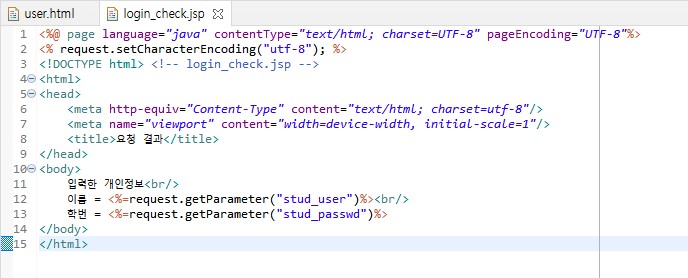 user.html login_check.jsp
1 <%@ page language="java" contentType="text/html; charset=UTF-8" pageEncoding="UTF-8"%>
2 <% request.setCharacterEncoding("utf-8"); %>
3 <!DOCTYPE html> <!-- login_check.jsp -->
4 <html>
5 <head>
6 <meta http-equiv="Content-Type" content="text/html; charset=utf-8"/>
7 <meta name="viewport" content="width=device-width, initial-scale=1"/>
8 <title>요청 결과</title>
9 </head>
10 <body>
11 입력한 개인정보<br/>
12 이름 = <%=request.getParameter("stud_user")%><br/>
13 학번 = <%=request.getParameter("stud_passwd")%>
14 </body>
15 </html>